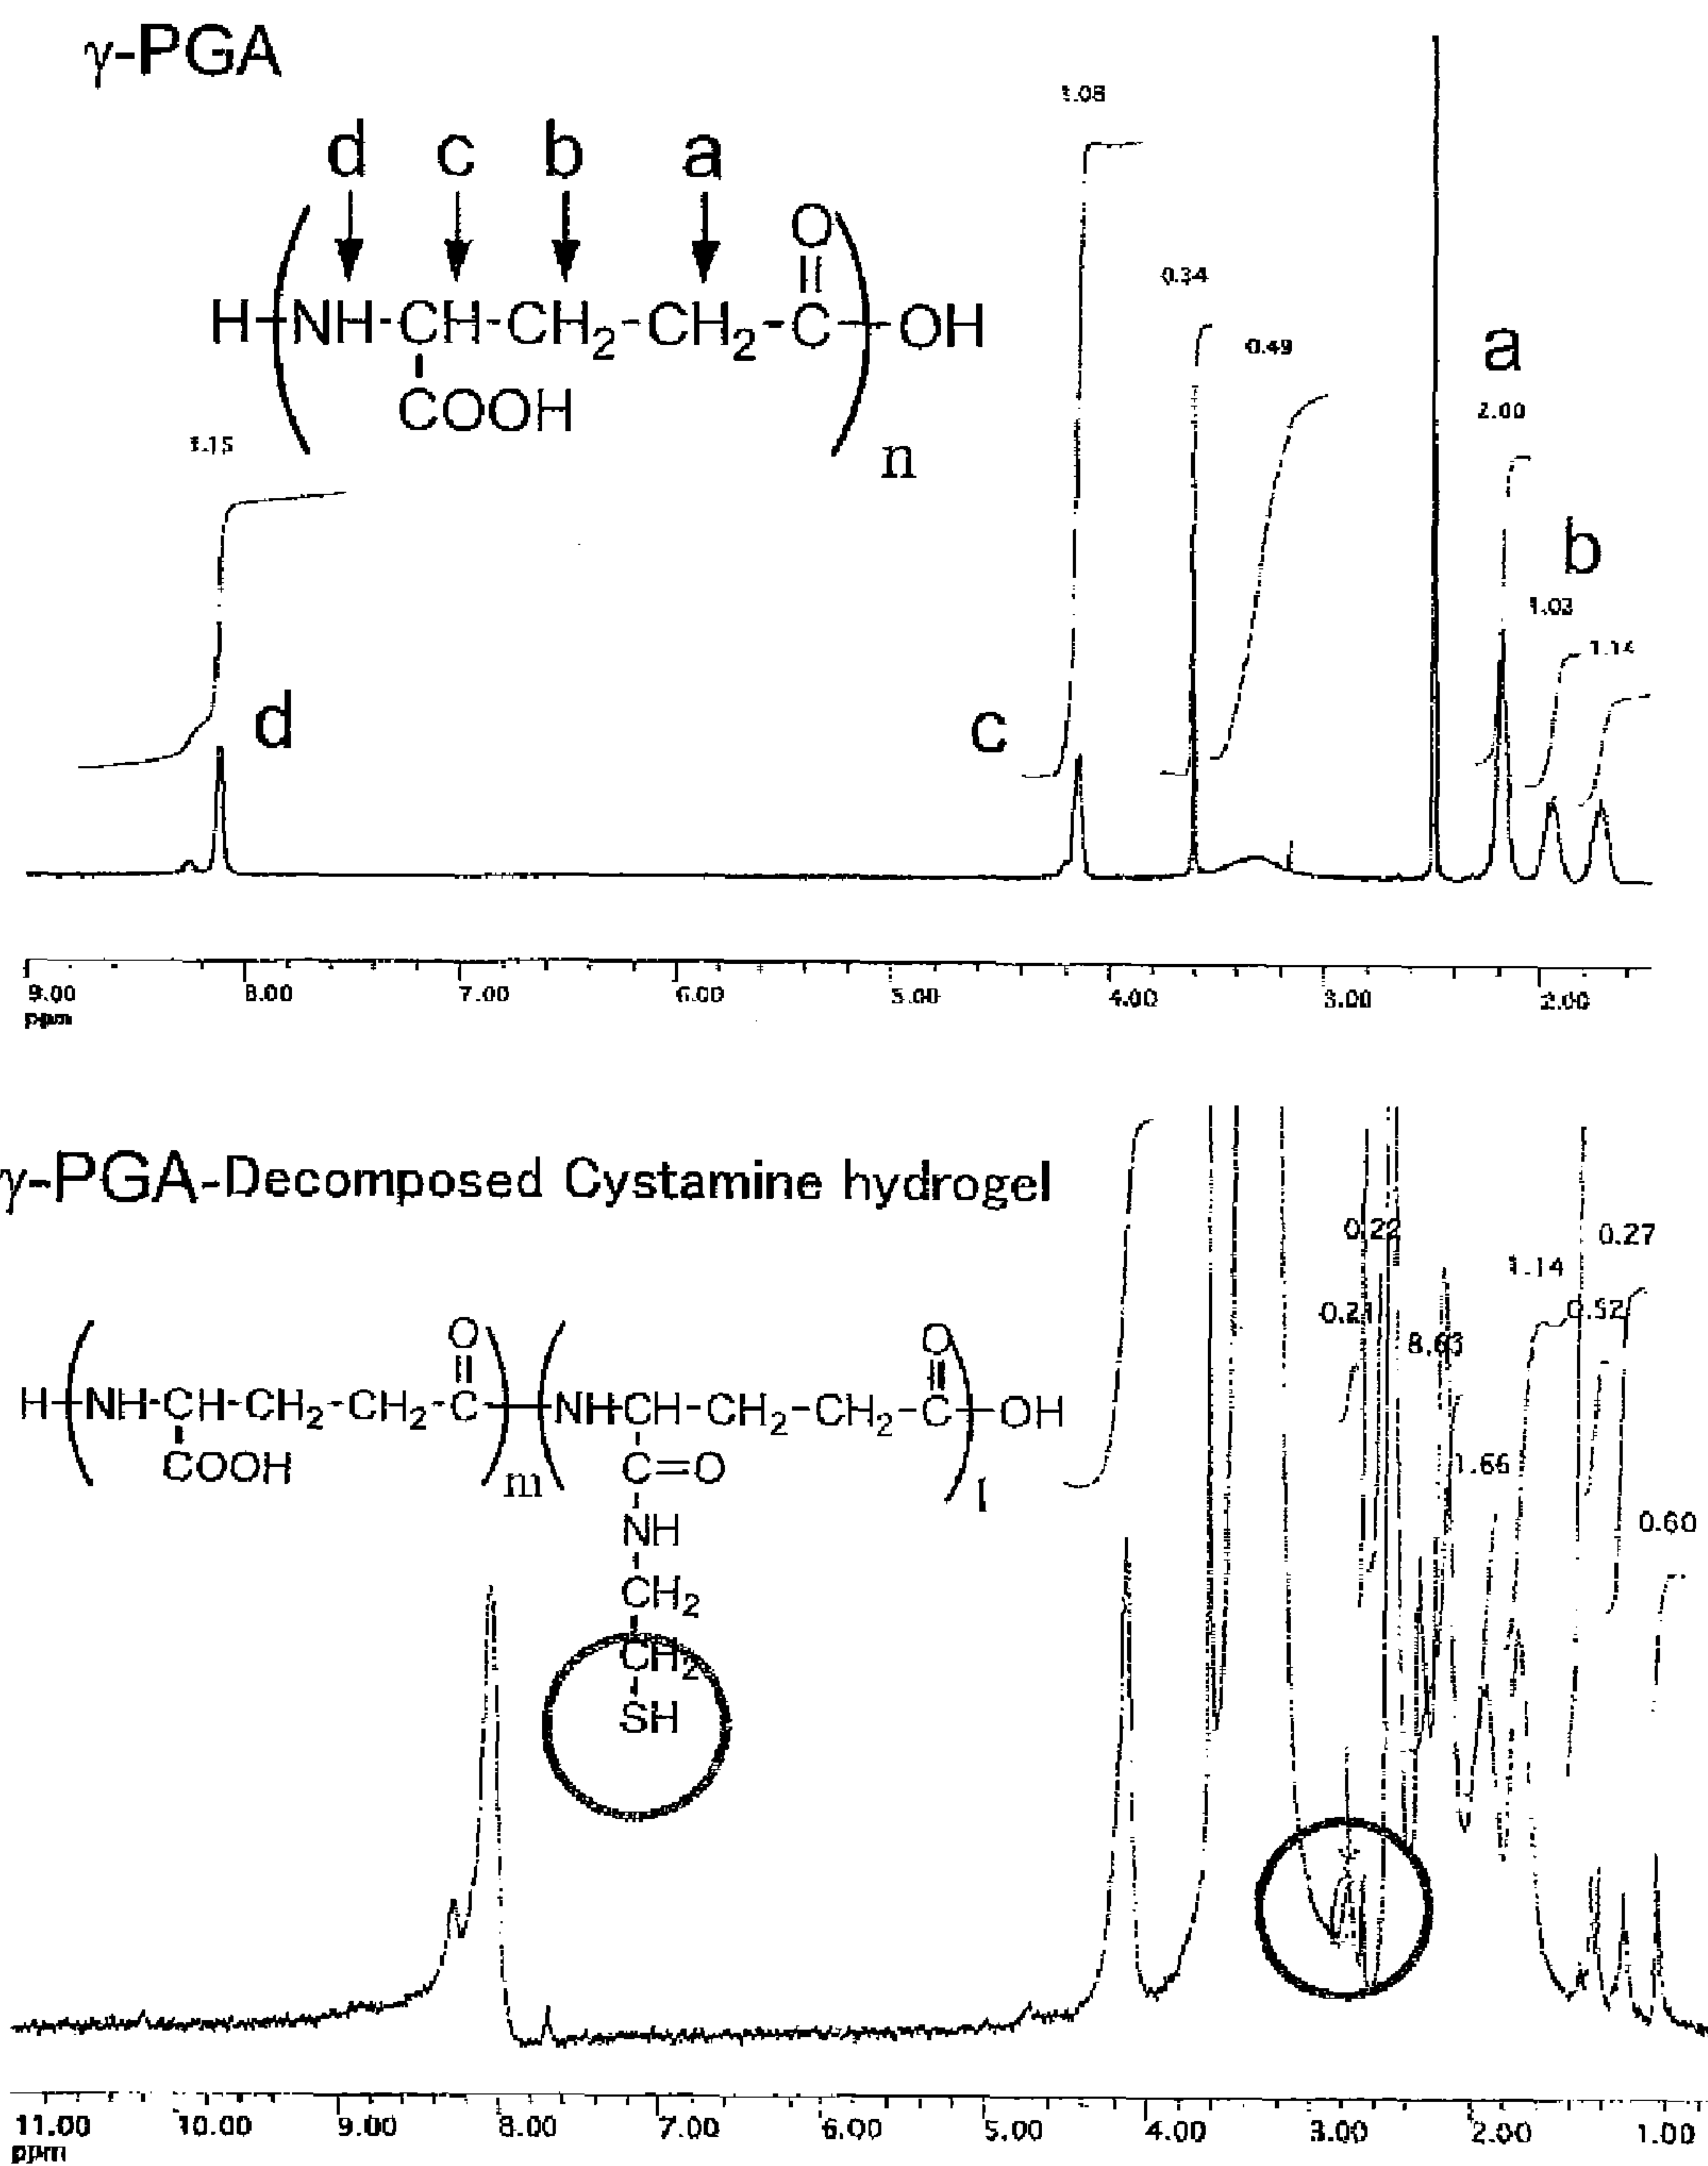 γ-PGA
1.08
d c b a
0.34
O
H-(NH-CH-CH2-CH2-C)-OH
0.49
a
COOH
n
2.00
1.15
b
1.02
1.14
d
c
9.00 8.00 7.00 6.00 5.00 4.00 3.00 2.00
ppm
γ-PGA-Decomposed Cystamine hydrogel
0.22
0.27
1.14
0.21
0.52
8.63
O O
H-(NH-CH-CH2-CH2-C)-(NH-CH-CH2-CH2-C)-OH
COOH
m
C=O
l
1.66
NH
0.60
CH2
CH2
SH
11.00 10.00 9.00 8.00 7.00 6.00 5.00 4.00 3.00 2.00 1.00
ppm